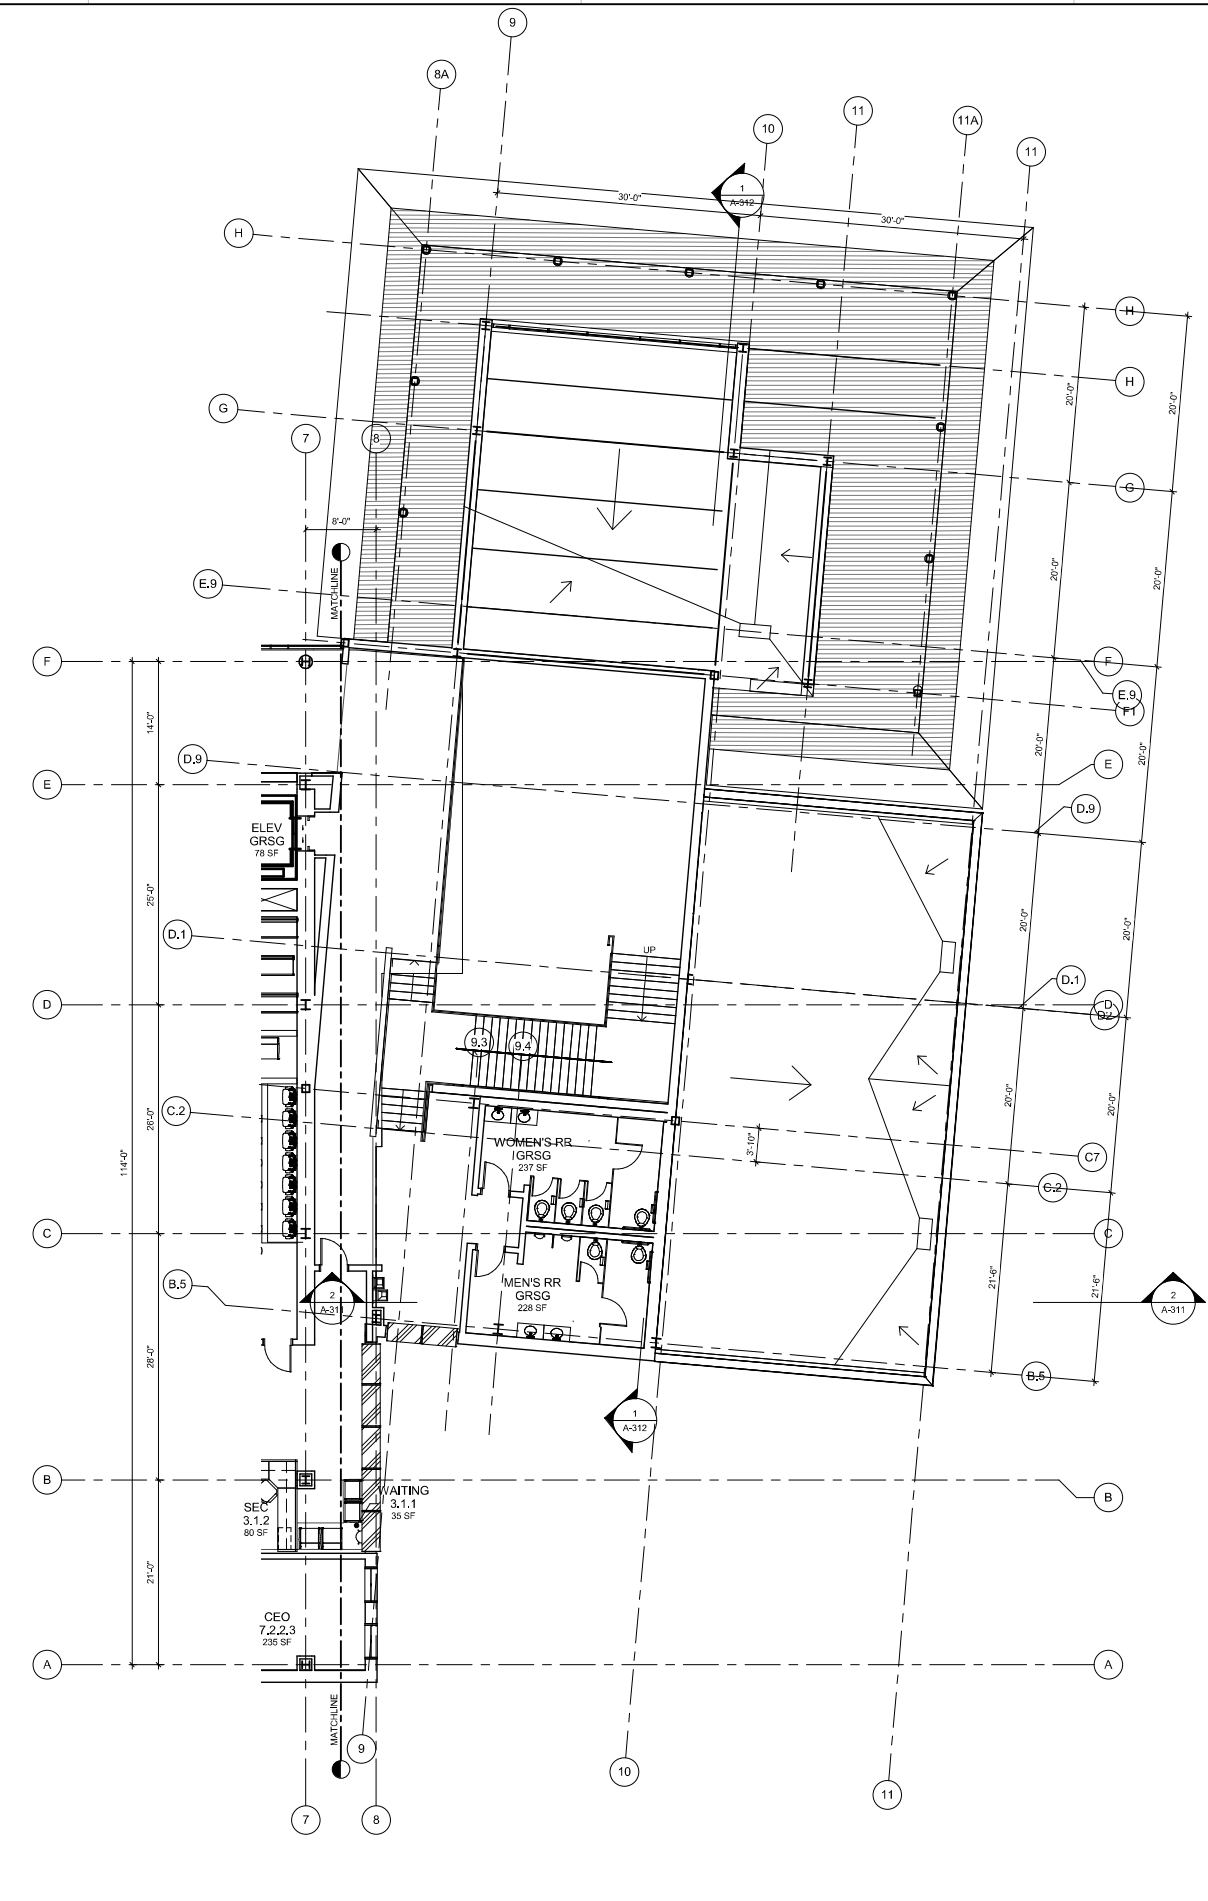 9
8A
11
11A
10
11
1
A-312
30'-0"
30'-0"
H
H
H
20'-0"
20'-0"
G
7
8
G
8'-0"
MATCHLINE
E.9
20'-0"
20'-0"
F
F
E.9
F1
14'-0"
20'-0"
20'-0"
D.9
E
E
D.9
ELEV
GRSG
78 SF
25'-0"
20'-0"
20'-0"
D.1
UP
D.1
D
D
D2
9.3
9.4
C.2
26'-0"
20'-0"
20'-0"
WOMEN'S RR
GRSG
237 SF
3'-10"
C7
C.2
114'-0"
C
C
B.5
MEN'S RR
GRSG
228 SF
21'-6"
21'-6"
2
A-311
2
A-311
28'-0"
B.5
1
A-312
B
B
WAITING
3.1.1
35 SF
SEC
3.1.2
80 SF
21'-0"
CEO
7.2.2.3
235 SF
A
A
MATCHLINE
9
10
11
7
8